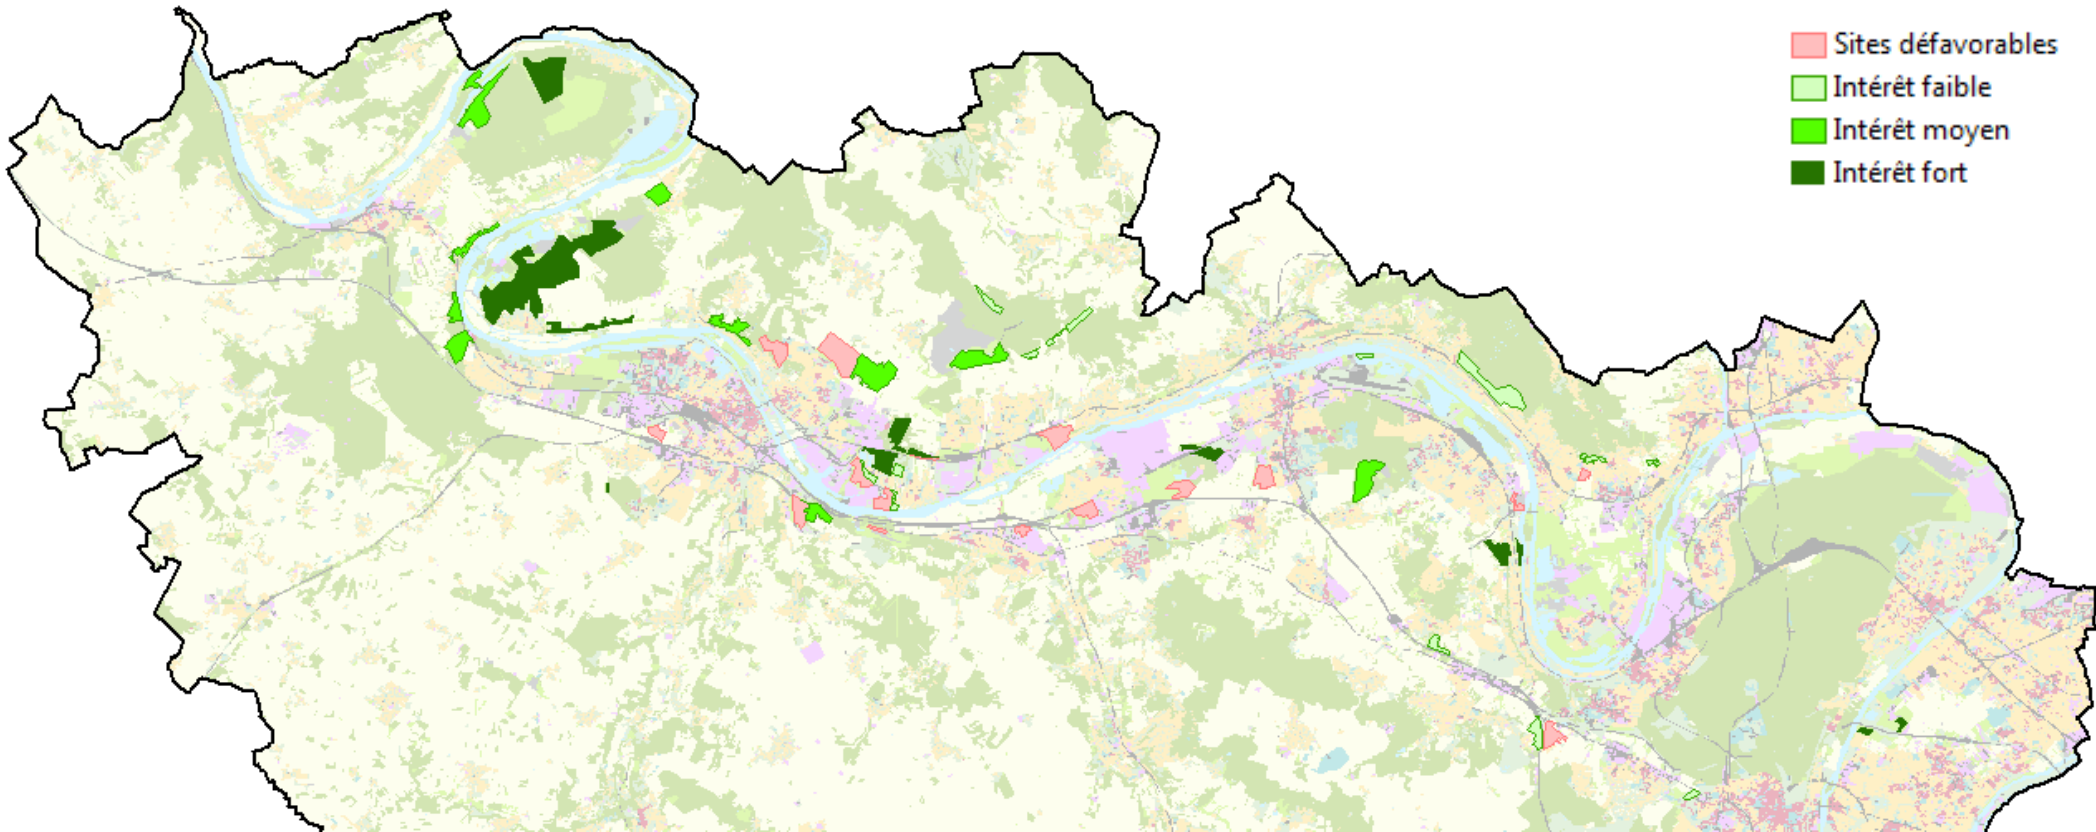 Sites défavorables
Intérêt faible
Intérêt moyen
Intérêt fort